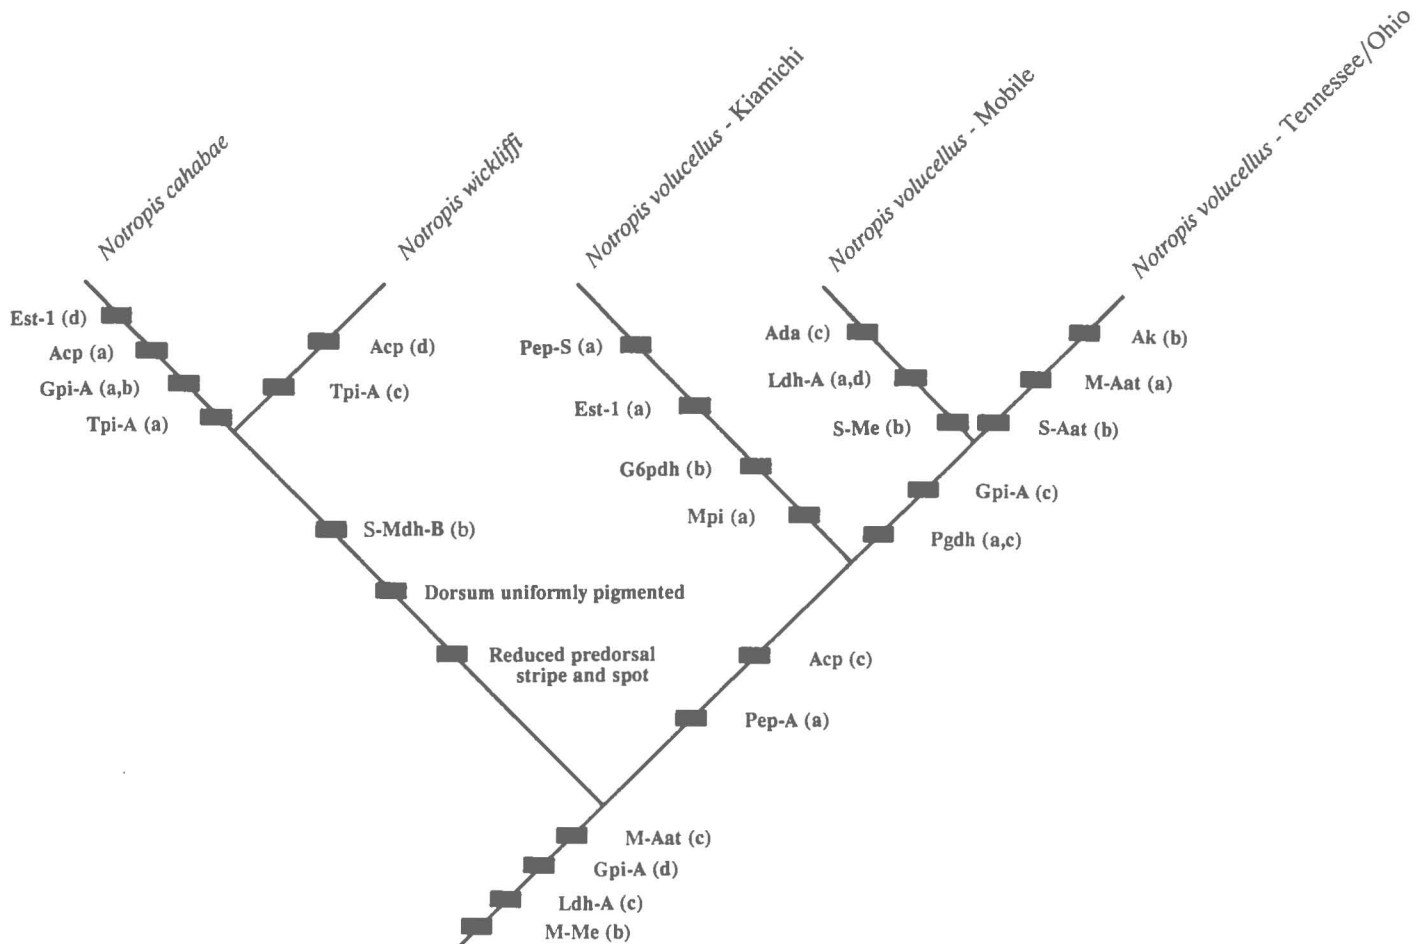 Notropis cahabae
Notropis wickliffi
Notropis volucellus - Kiamichi
Notropis volucellus - Mobile
Notropis volucellus - Tennessee/Ohio
Est-1 (d)
Acp (a)
Gpi-A (a,b)
Tpi-A (a)
Acp (d)
Tpi-A (c)
S-Mdh-B (b)
Dorsum uniformly pigmented
Reduced predorsal
stripe and spot
Pep-S (a)
Est-1 (a)
G6pdh (b)
Mpi (a)
Ada (c)
Ldh-A (a,d)
S-Me (b)
Ak (b)
M-Aat (a)
S-Aat (b)
Gpi-A (c)
Pgdh (a,c)
Acp (c)
Pep-A (a)
M-Aat (c)
Gpi-A (d)
Ldh-A (c)
M-Me (b)